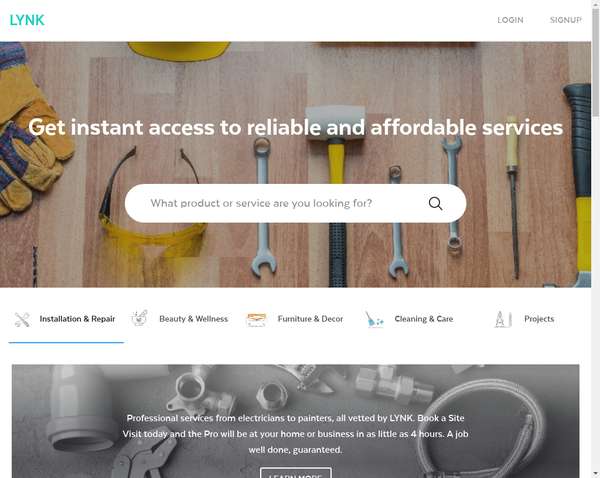 LYNK
LOGIN
SIGNUP
Get instant access to reliable and affordable services
What product or service are you looking for?
Installation & Repair
Beauty & Wellness
Furniture & Decor
Cleaning & Care
Projects
Professional services from electricians to painters, all vetted by LYNK. Book a Site
Visit today and the Pro will be at your home or business in as little as 4 hours. A job
well done, guaranteed.
LEARN MORE